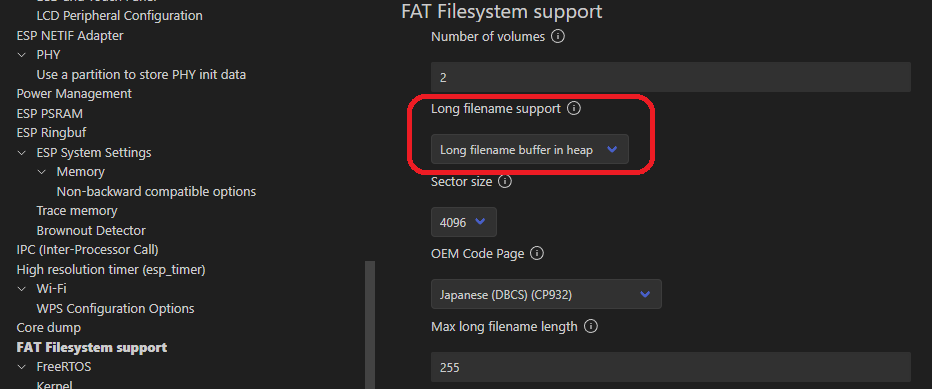 LCD Peripheral Configuration
ESP NETIF Adapter
PHY
Use a partition to store PHY init data
Power Management
ESP PSRAM
ESP Ringbuf
ESP System Settings
Memory
Non-backward compatible options
Trace memory
Brownout Detector
IPC (Inter-Processor Call)
High resolution timer (esp_timer)
Wi-Fi
WPS Configuration Options
Core dump
FAT Filesystem support
FreeRTOS
Kernel
FAT Filesystem support
Number of volumes
2
Long filename support
Long filename buffer in heap
Sector size
4096
OEM Code Page
Japanese (DBCS) (CP932)
Max long filename length
255